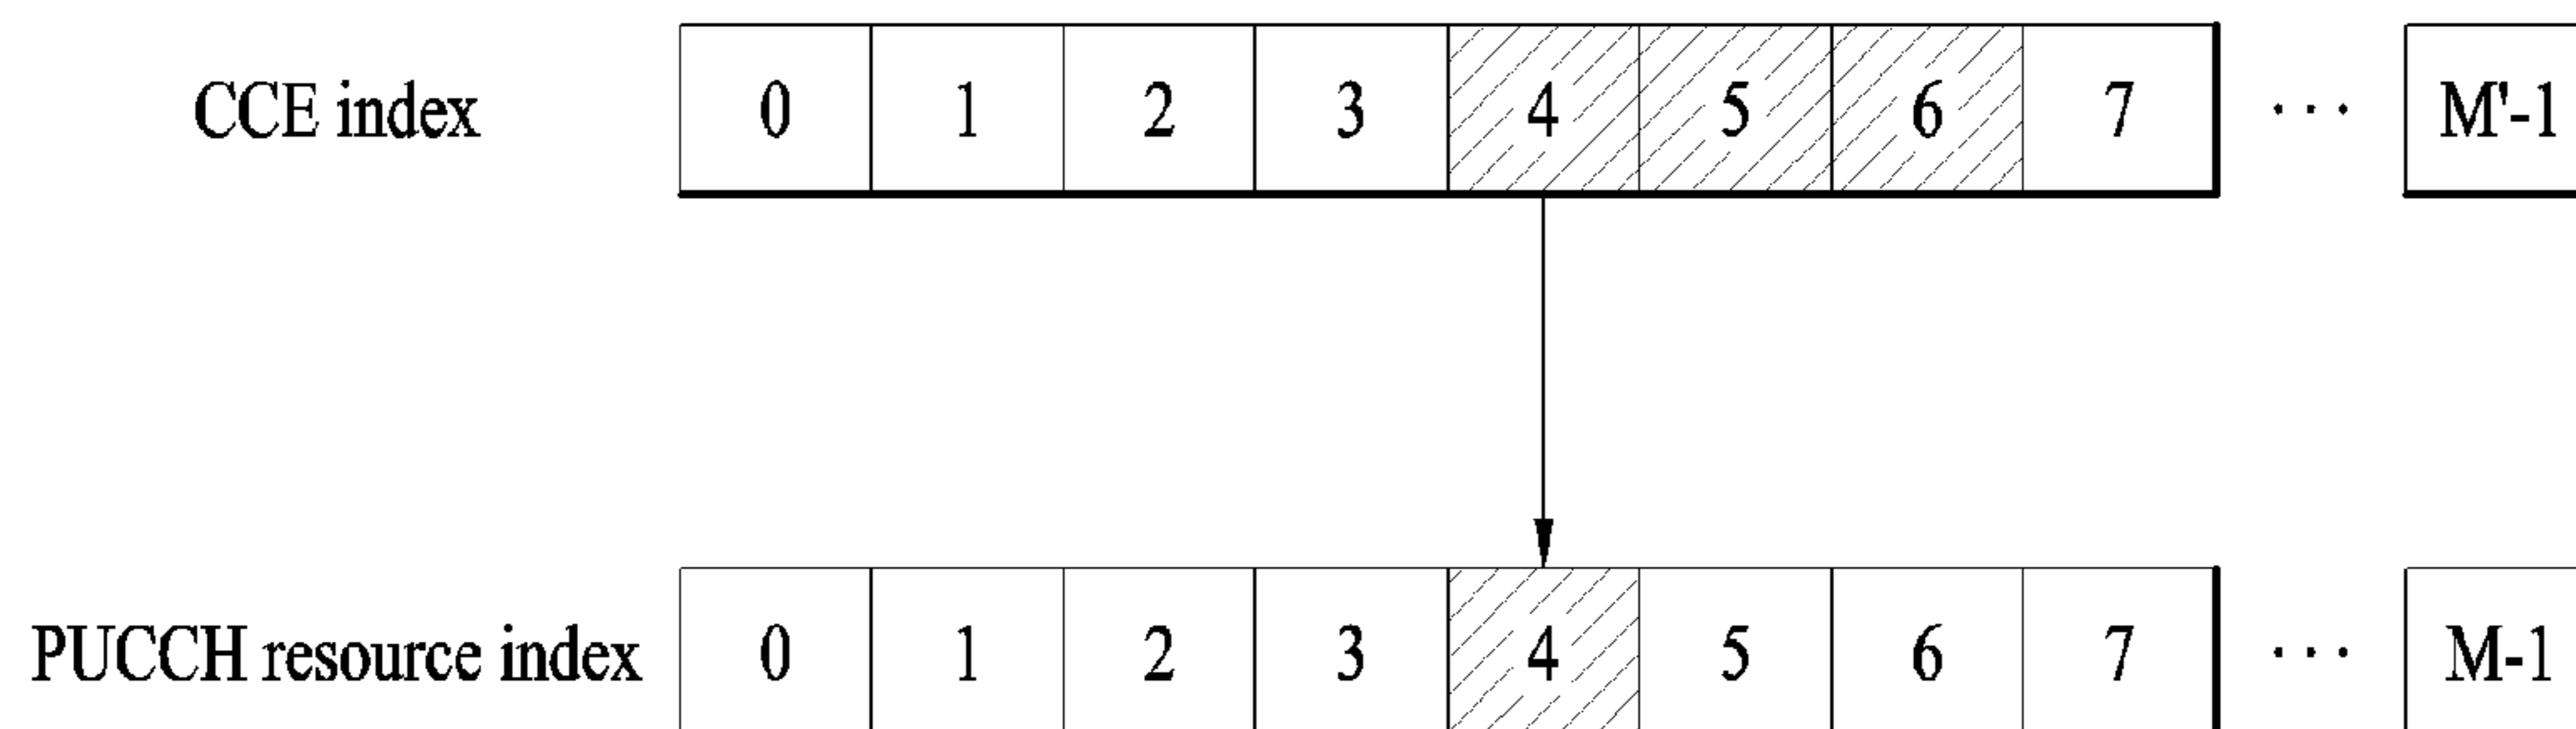 CCE index 0 1 2 3 4 5 6 7 ... M'-1
PUCCH resource index 0 1 2 3 4 5 6 7 ... M-1